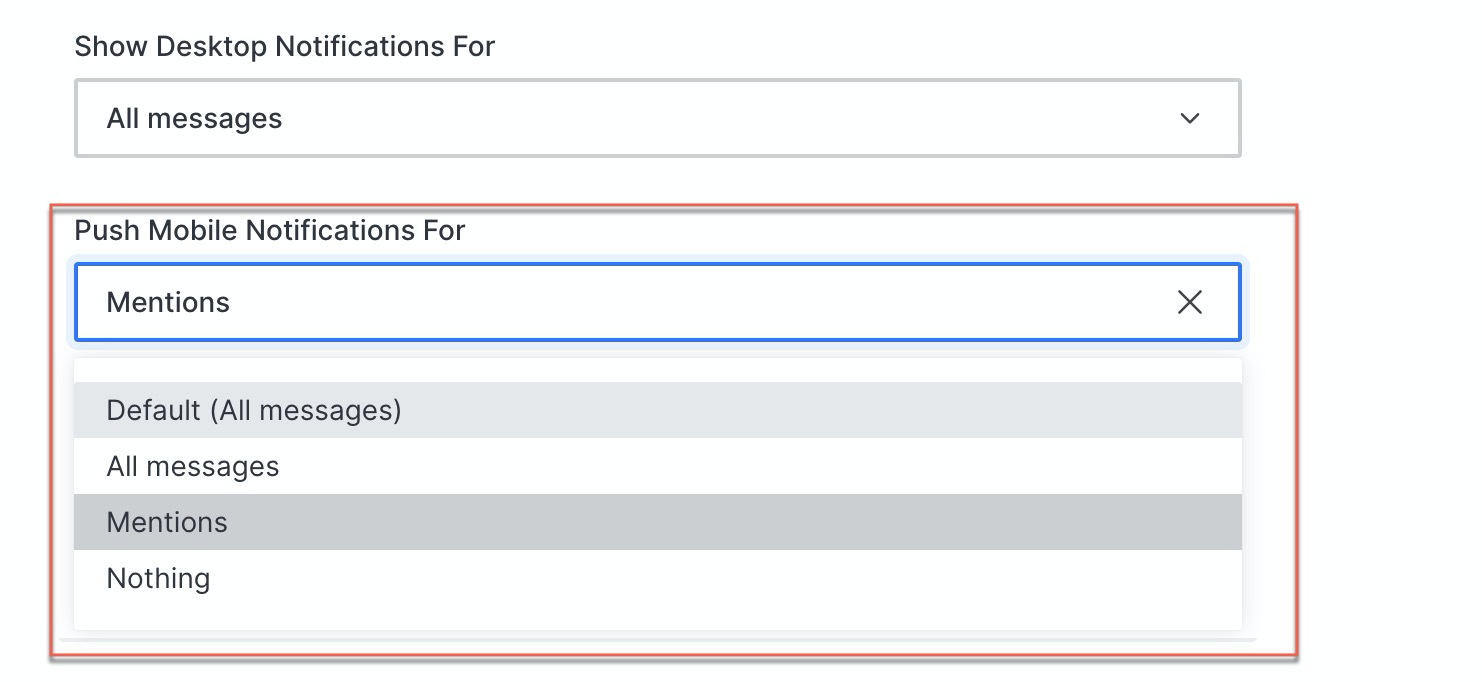 Show Desktop Notifications For
All messages
Push Mobile Notifications For
Mentions
Default (All messages)
All messages
Mentions
Nothing